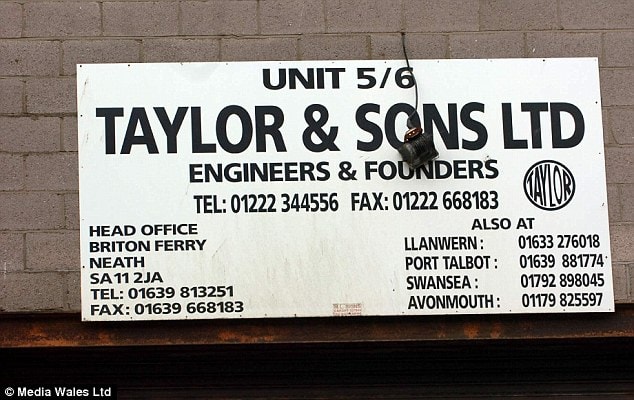 UNIT 5/6
TAYLOR & SONS LTD
ENGINEERS & FOUNDERS
TEL: 01222 344556 FAX: 01222 668183
TAYLOR
HEAD OFFICE
BRITON FERRY
NEATH
SA11 2JA
TEL: 01639 813251
FAX: 01639 668183
ALSO AT
LLANWERN : 01633 276018
PORT TALBOT : 01639 881774
SWANSEA : 01792 898045
AVONMOUTH : 01179 825597
© Media Wales Ltd